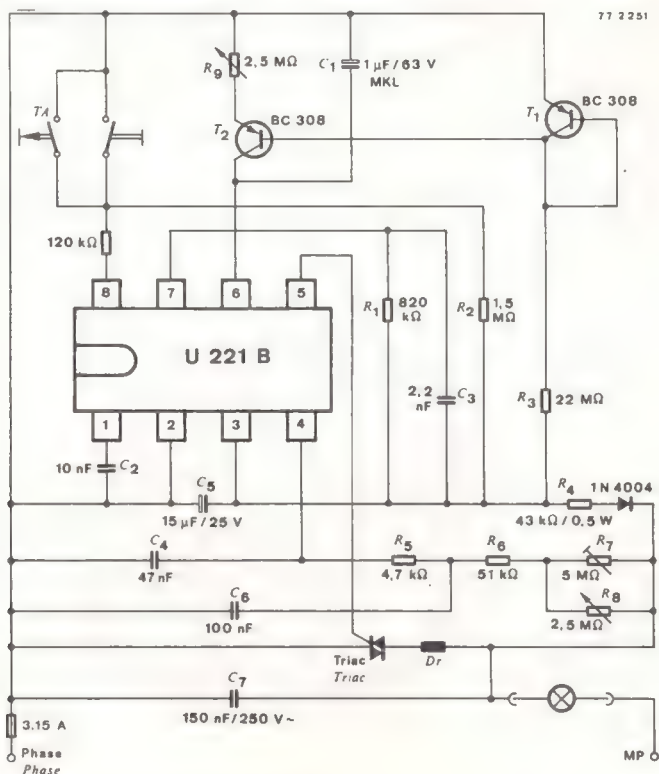 77 2251
R9
2,5 MΩ
C1
1 µF/63 V
MKL
TA
T2
BC 308
T1
BC 308
120 kΩ
8
7
6
5
R1
820
kΩ
R2
1,5
MΩ
U 221 B
2,2
nF
C3
R3
22 MΩ
1
2
3
4
10 nF
C2
C5
15 µF/25 V
R4
1N 4004
43 kΩ/0,5 W
C4
47 nF
R5
4,7 kΩ
R6
51 kΩ
R7
5 MΩ
C6
100 nF
R8
2,5 MΩ
Triac
Triac
Dr
C7
150 nF/250 V~
3.15 A
Phase
Phase
MP